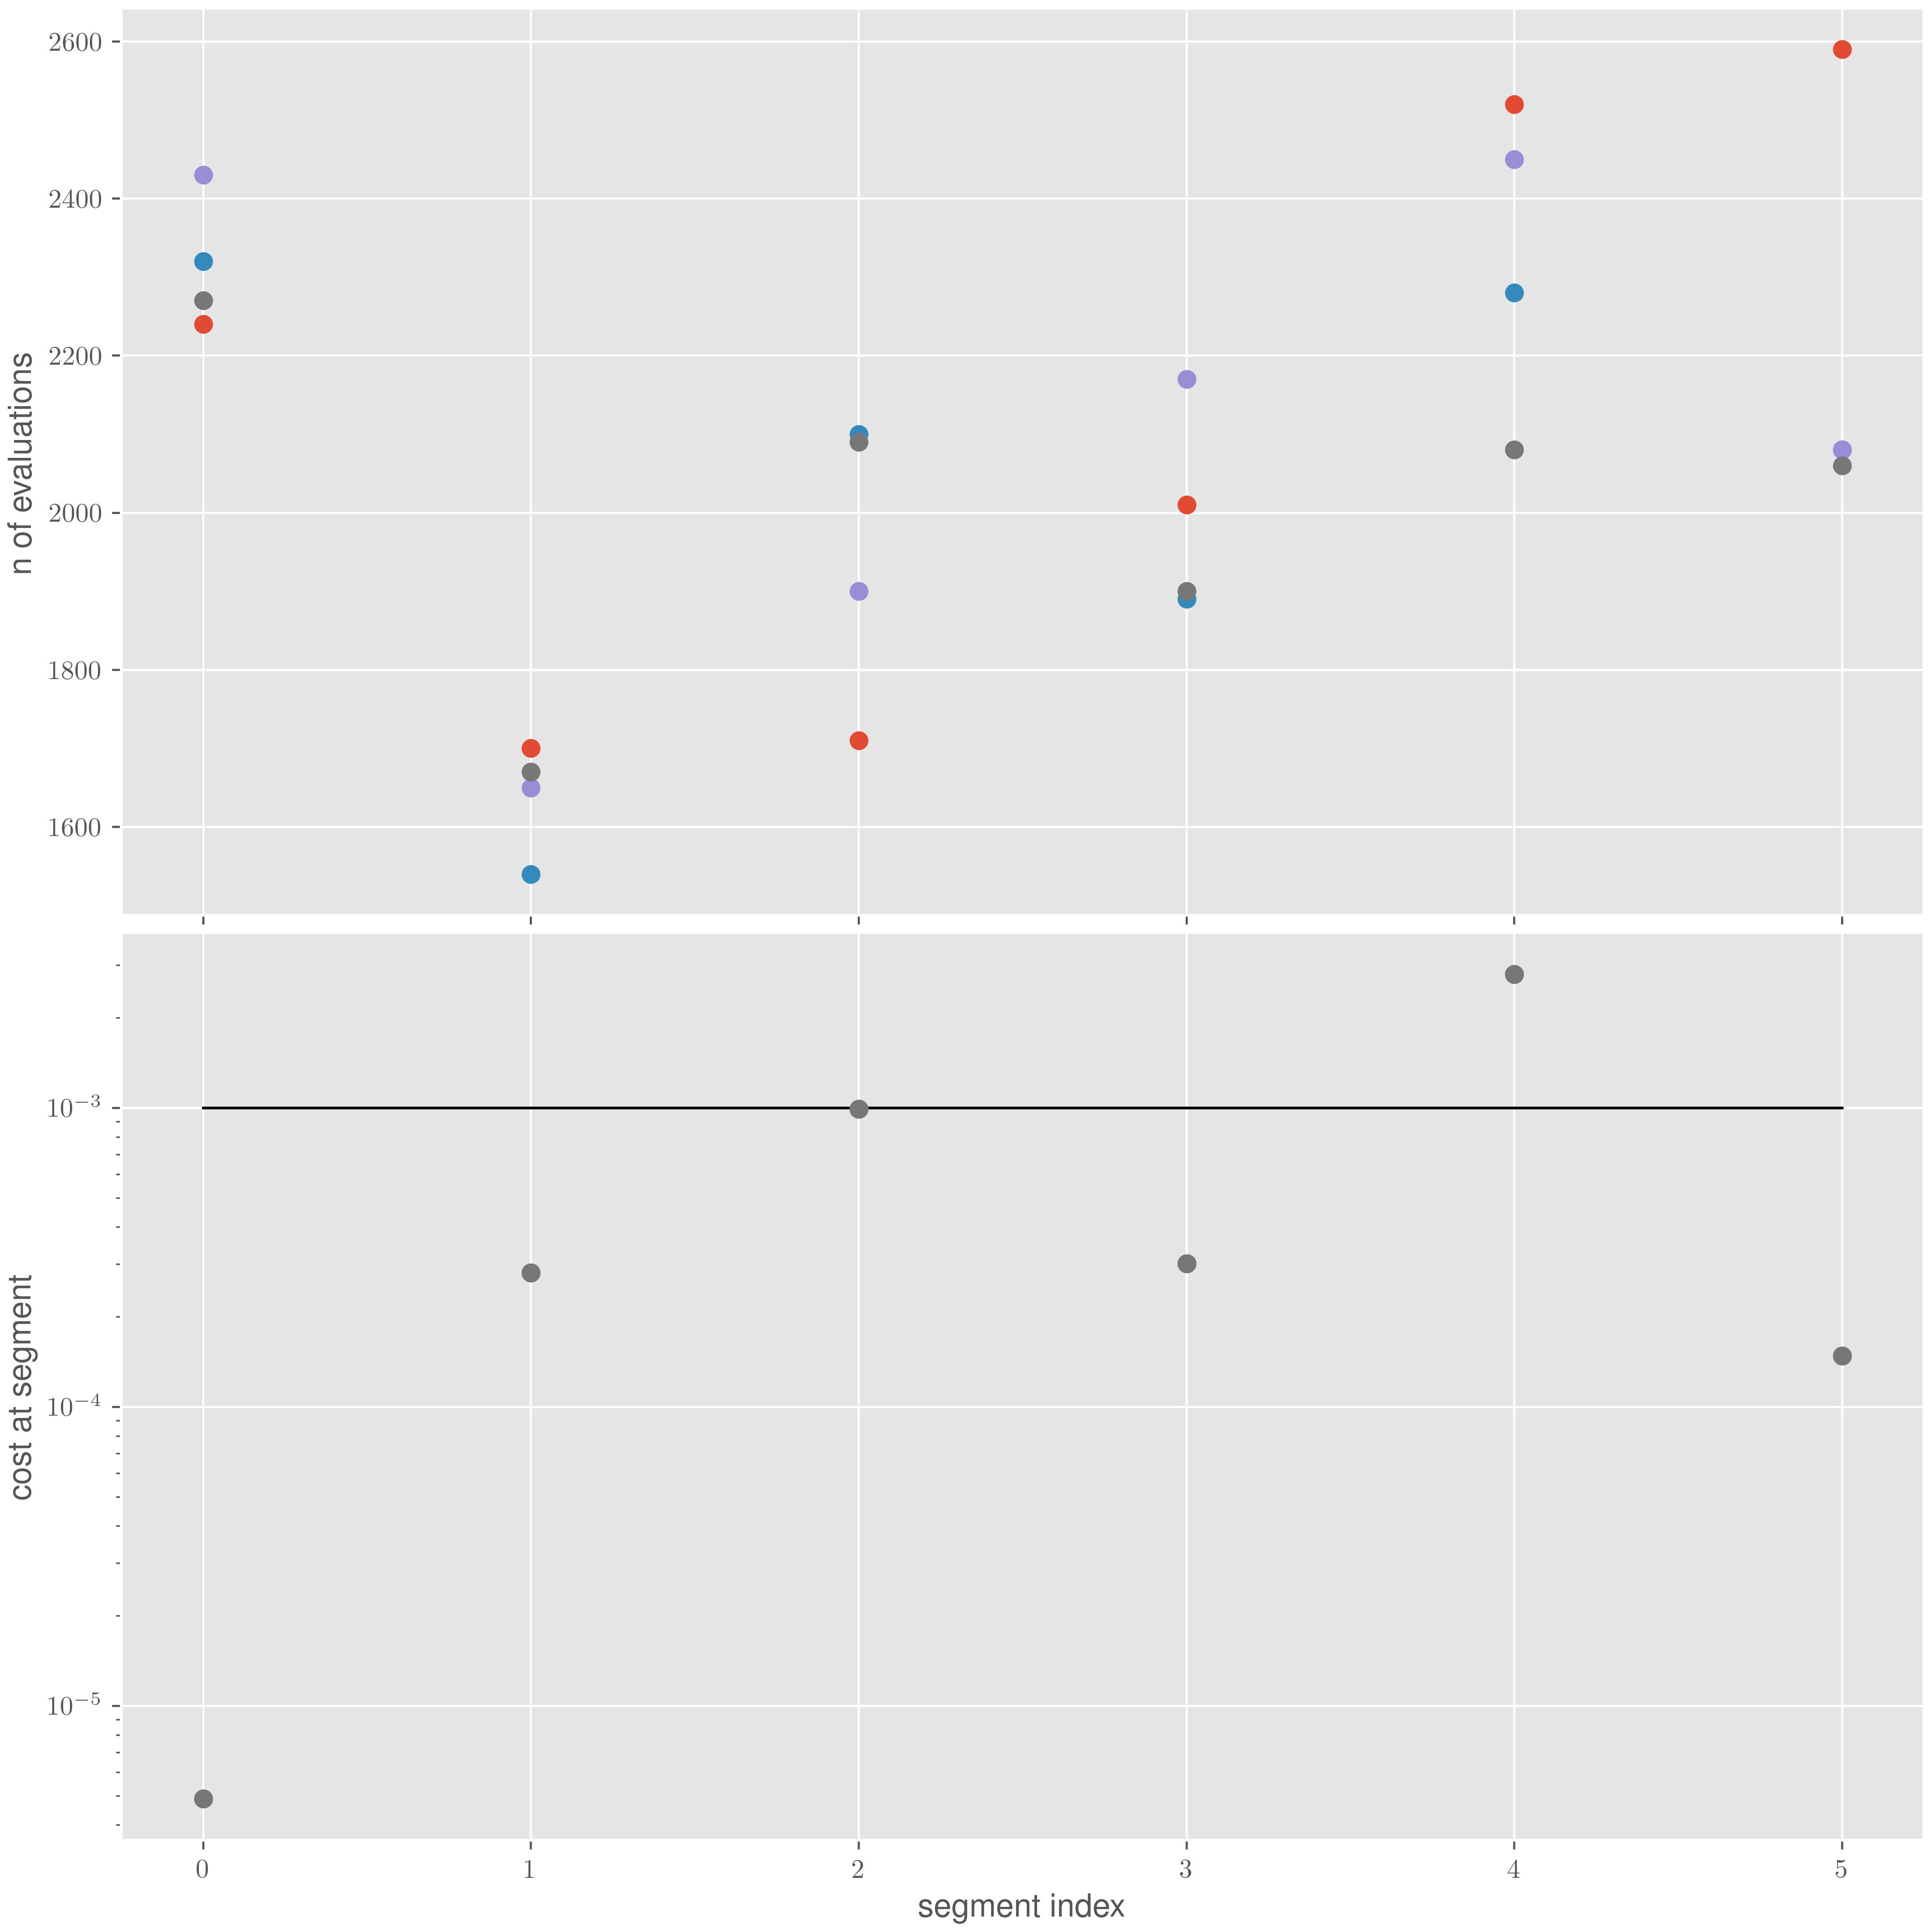 2600
2400
2200
2000
1800
1600
n of evaluations
10⁻³
10⁻⁴
10⁻⁵
cost at segment
0 1 2 3 4 5
segment index